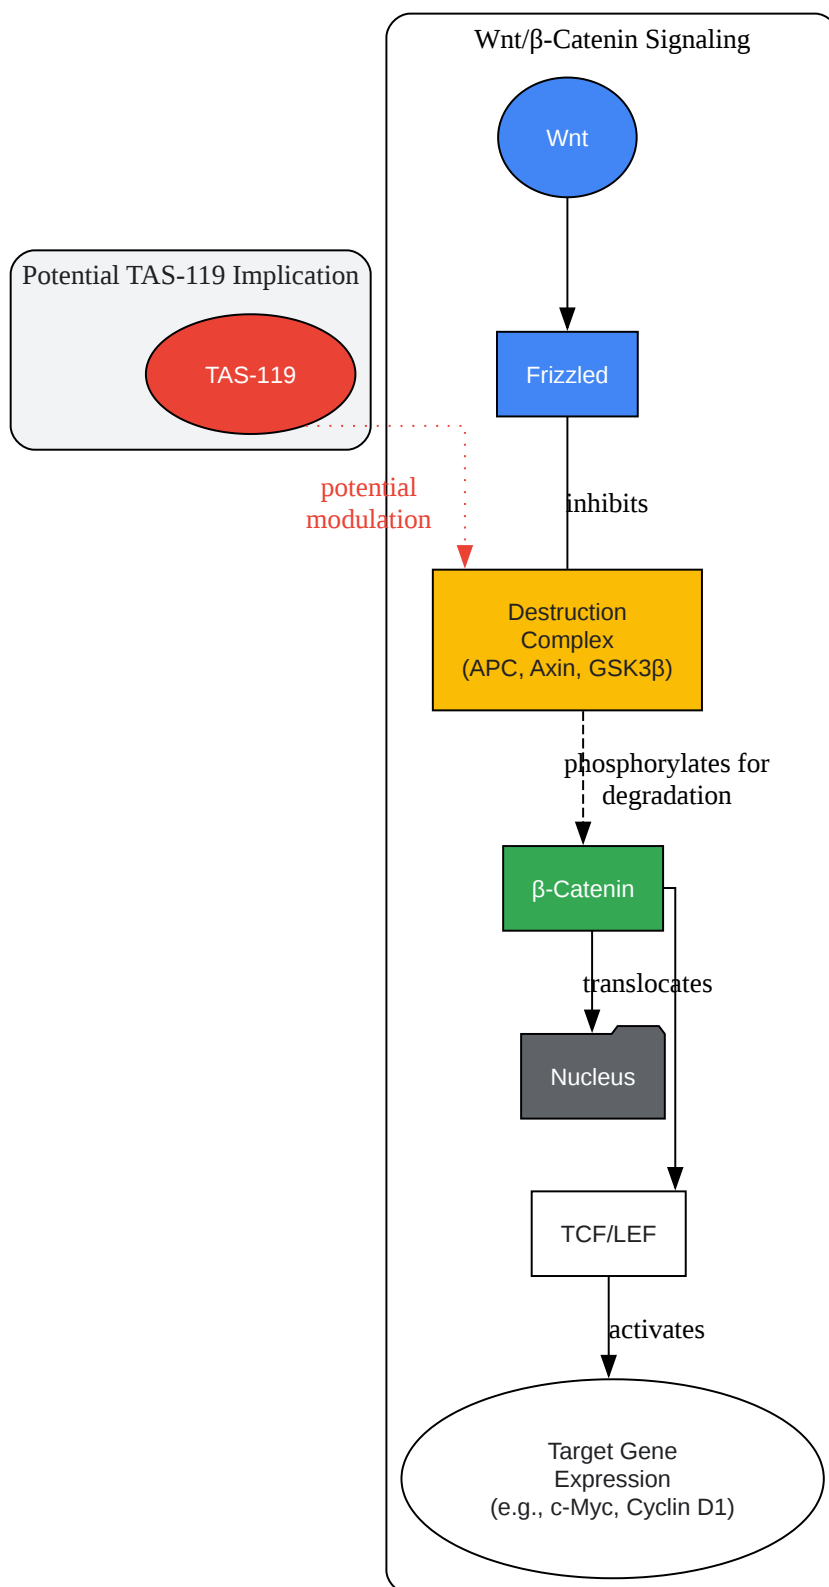 Wnt/β-Catenin Signaling
Wnt
Potential TAS-119 Implication
TAS-119
Frizzled
potential
modulation
inhibits
Destruction
Complex
(APC, Axin, GSK3β)
phosphorylates for
degradation
β-Catenin
translocates
Nucleus
TCF/LEF
activates
Target Gene
Expression
(e.g., c-Myc, Cyclin D1)